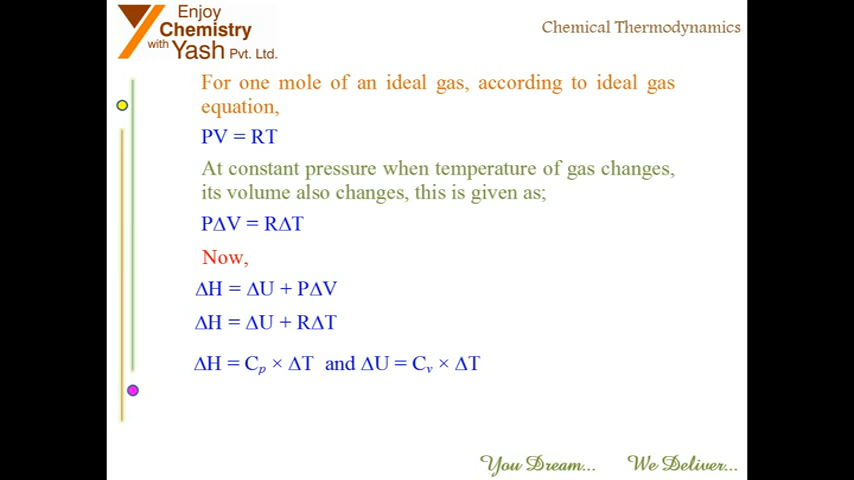 Enjoy
Chemistry
with Yash Pvt. Ltd.
Chemical Thermodynamics
For one mole of an ideal gas, according to ideal gas
equation,
PV = RT
At constant pressure when temperature of gas changes,
its volume also changes, this is given as;
PΔV = RΔT
Now,
ΔH = ΔU + PΔV
ΔH = ΔU + RΔT
ΔH = Cₚ × ΔT and ΔU = Cᵥ × ΔT
You Dream... We Deliver...